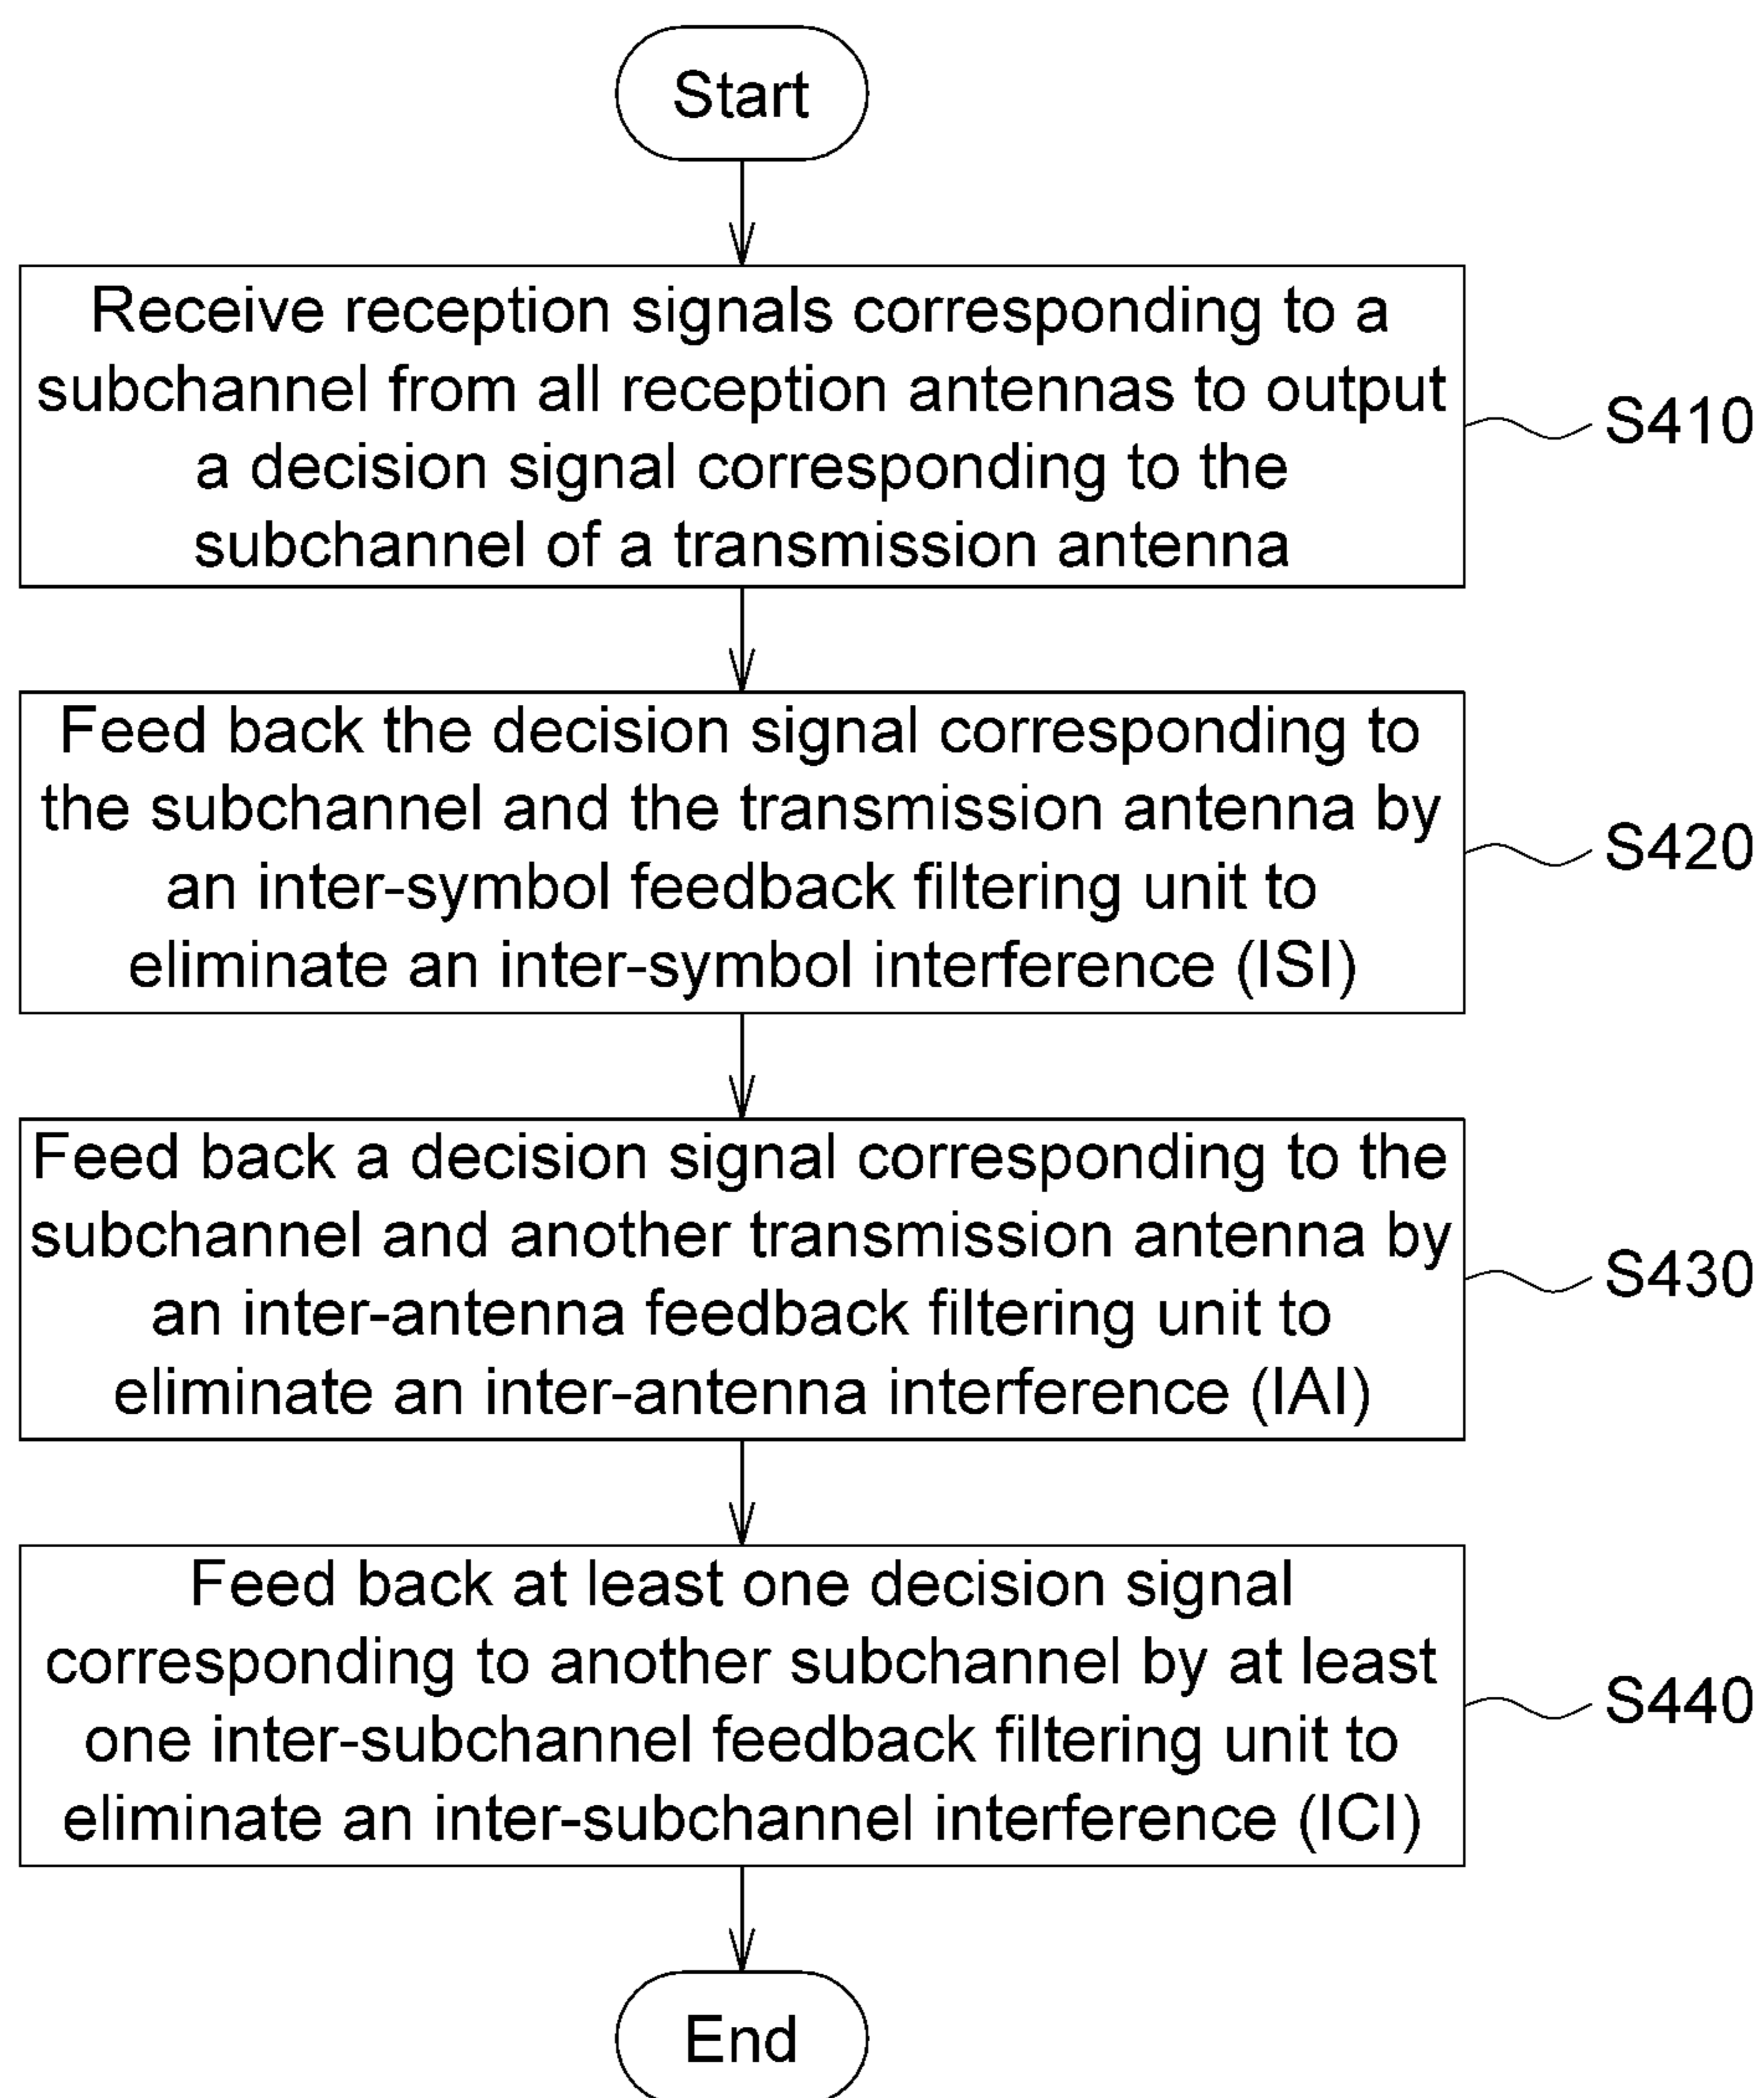 Start
Receive reception signals corresponding to a
subchannel from all reception antennas to output
a decision signal corresponding to the
subchannel of a transmission antenna
S410
Feed back the decision signal corresponding to
the subchannel and the transmission antenna by
an inter-symbol feedback filtering unit to
eliminate an inter-symbol interference (ISI)
S420
Feed back a decision signal corresponding to the
subchannel and another transmission antenna by
an inter-antenna feedback filtering unit to
eliminate an inter-antenna interference (IAI)
S430
Feed back at least one decision signal
corresponding to another subchannel by at least
one inter-subchannel feedback filtering unit to
eliminate an inter-subchannel interference (ICI)
S440
End